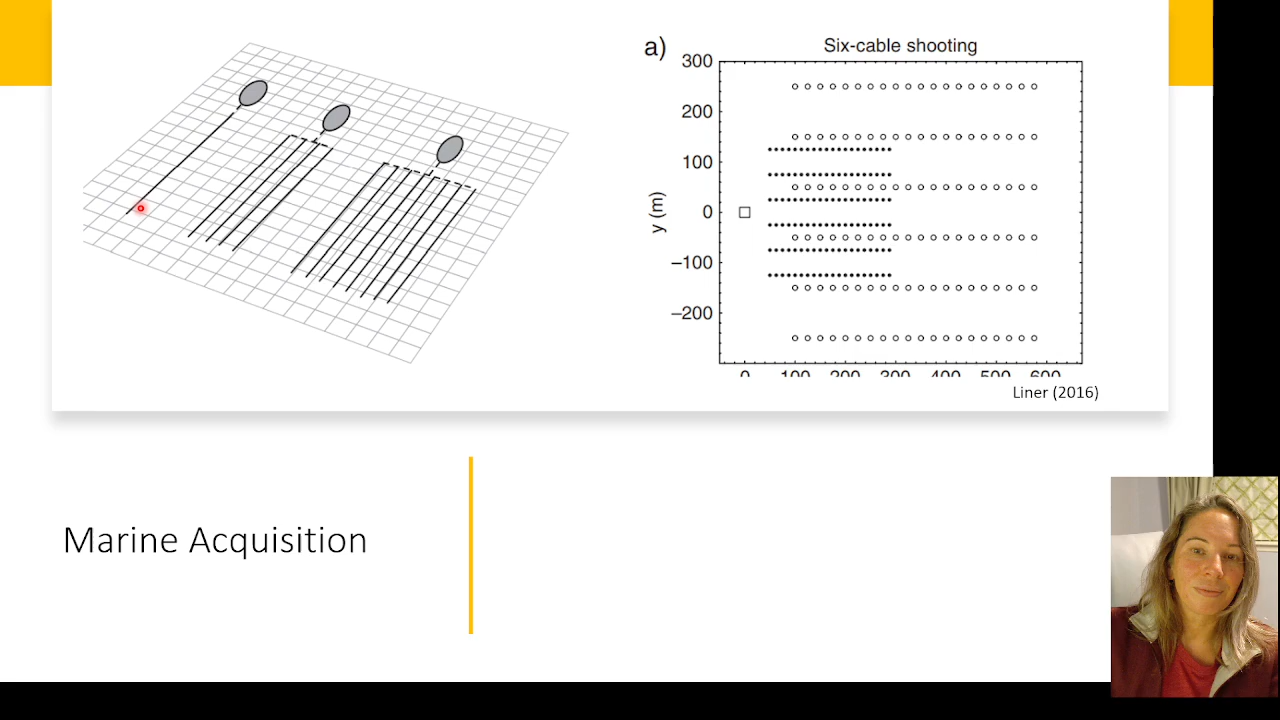 a)
Six-cable shooting
300
200
100
0
−100
−200
y (m)
0 100 200 300 400 500 600
Liner (2016)
Marine Acquisition